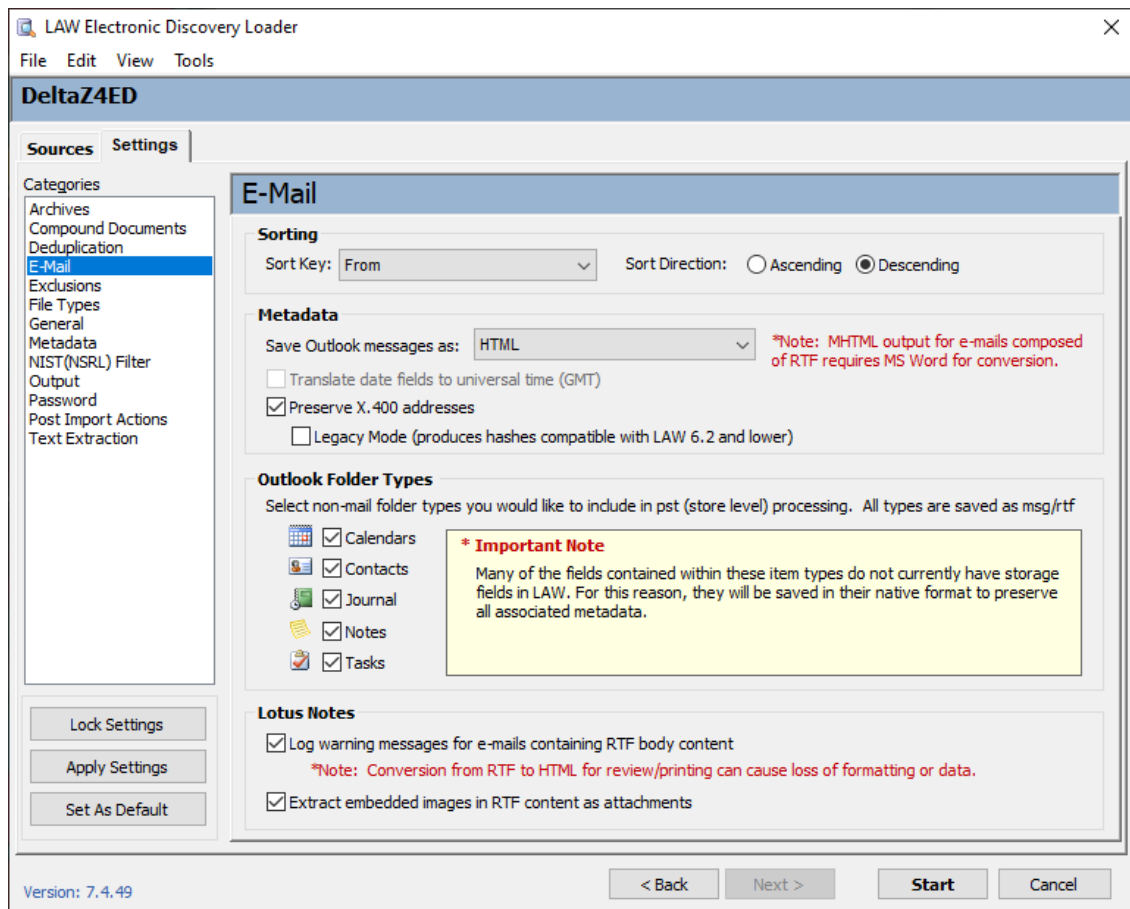 LAW Electronic Discovery Loader
File Edit View Tools
DeltaZ4ED
Sources Settings
Categories
Archives
Compound Documents
Deduplication
E-Mail
Exclusions
File Types
General
Metadata
NIST(NSRL) Filter
Output
Password
Post Import Actions
Text Extraction
Lock Settings
Apply Settings
Set As Default
E-Mail
Sorting
Sort Key: From Sort Direction: Ascending Descending
Metadata
Save Outlook messages as: HTML
*Note: MHTML output for e-mails composed
of RTF requires MS Word for conversion.
Translate date fields to universal time (GMT)
Preserve X.400 addresses
Legacy Mode (produces hashes compatible with LAW 6.2 and lower)
Outlook Folder Types
Select non-mail folder types you would like to include in pst (store level) processing. All types are saved as msg/rtf
Calendars
Contacts
Journal
Notes
Tasks
* Important Note
Many of the fields contained within these item types do not currently have storage
fields in LAW. For this reason, they will be saved in their native format to preserve
all associated metadata.
Lotus Notes
Log warning messages for e-mails containing RTF body content
*Note: Conversion from RTF to HTML for review/printing can cause loss of formatting or data.
Extract embedded images in RTF content as attachments
Version: 7.4.49
< Back Next > Start Cancel